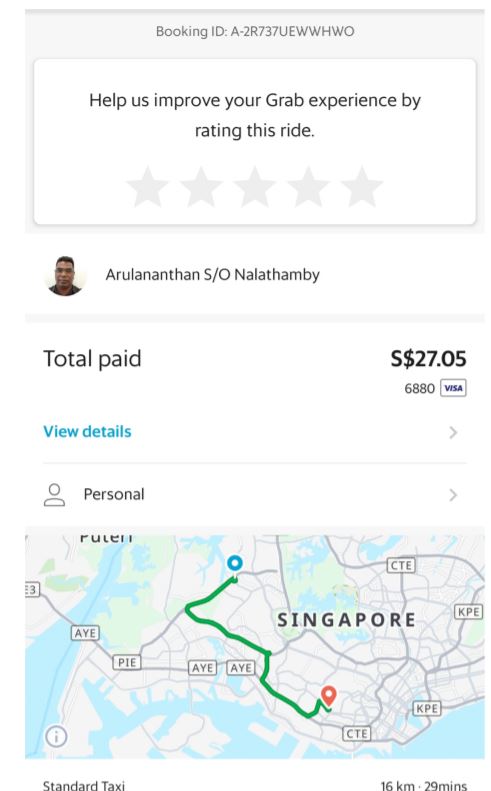 Booking ID: A-2R737UEWWHWO
Help us improve your Grab experience by
rating this ride.
Arulananthan S/O Nalathamby
Total paid
S$27.05
6880 VISA
View details
Personal
Puteri
CTE
E3
SINGAPORE
KPE
AYE
PIE
AYE
AYE
KPE
CTE
Standard Taxi
16 km · 29mins